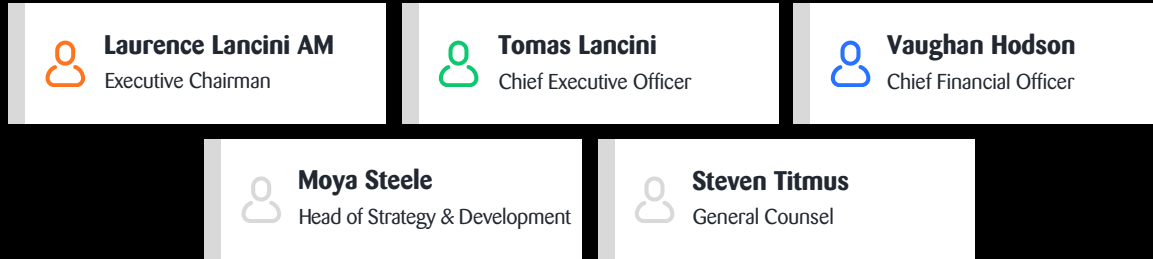 Laurence Lancini AM
Executive Chairman
Tomas Lancini
Chief Executive Officer
Vaughan Hodson
Chief Financial Officer
Moya Steele
Head of Strategy & Development
Steven Titmus
General Counsel